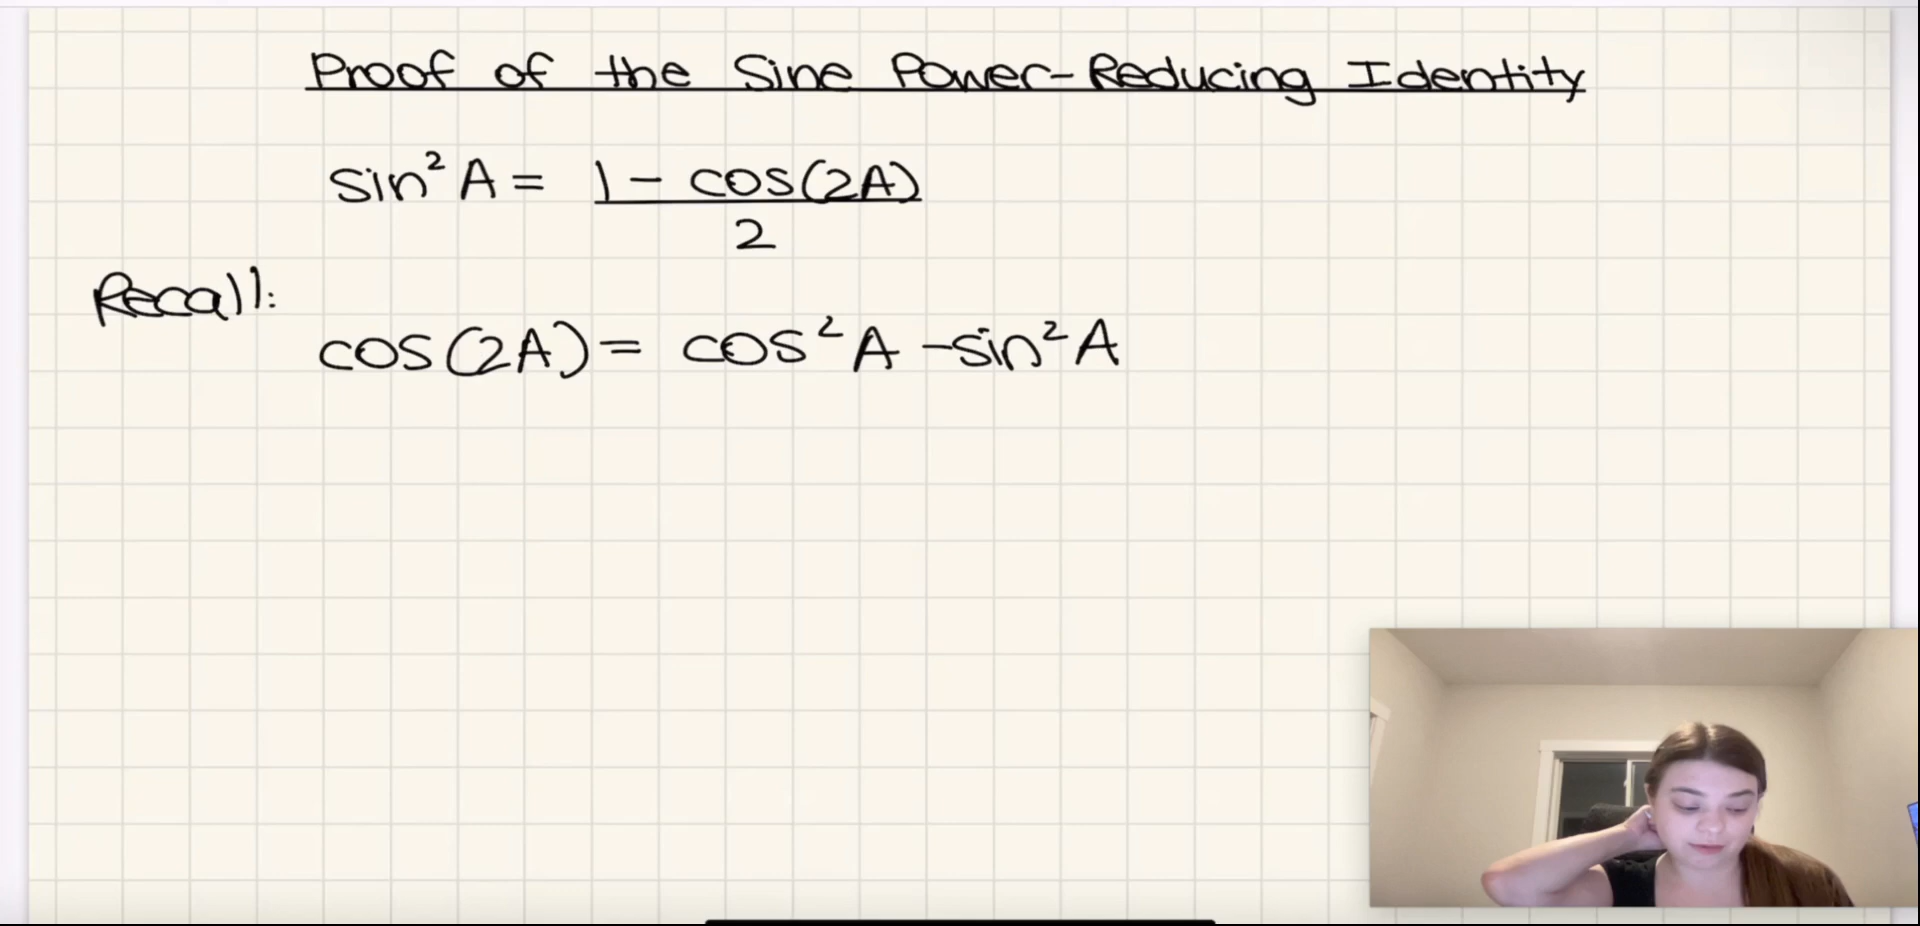 Proof of the Sine Power-Reducing Identity
sin² A = 1 - cos(2A)
2
Recall:
cos(2A) = cos² A - sin² A